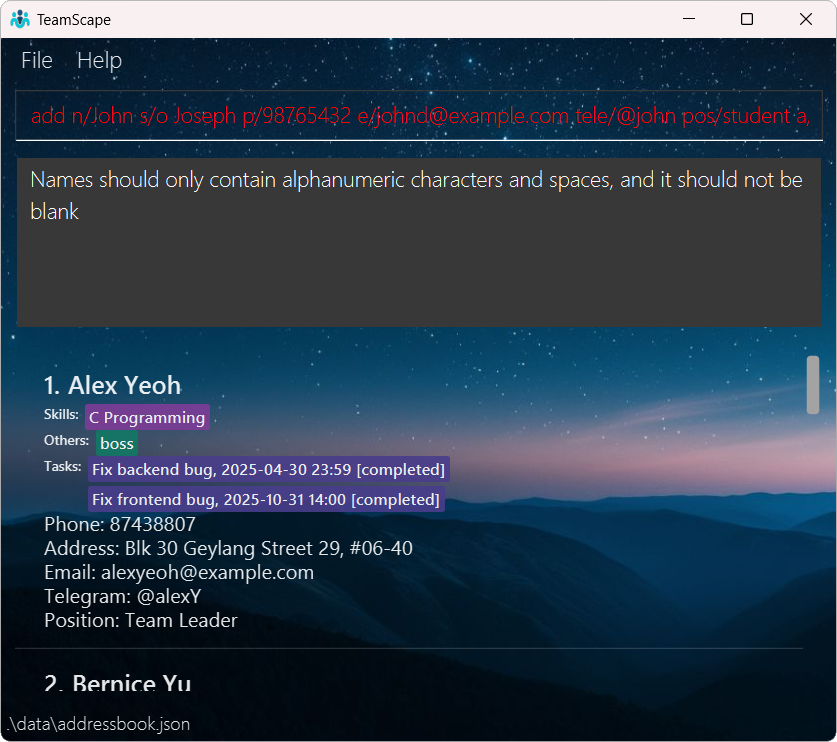 TeamScape
File Help
add n/John s/o Joseph p/98765432 e/johnd@example.com tele/@john pos/student a,
Names should only contain alphanumeric characters and spaces, and it should not be
blank
1. Alex Yeoh
Skills: C Programming
Others: boss
Tasks: Fix backend bug, 2025-04-30 23:59 [completed]
Fix frontend bug, 2025-10-31 14:00 [completed]
Phone: 87438807
Address: Blk 30 Geylang Street 29, #06-40
Email: alexyeoh@example.com
Telegram: @alexY
Position: Team Leader
2. Bernice Yu
.\data\addressbook.json